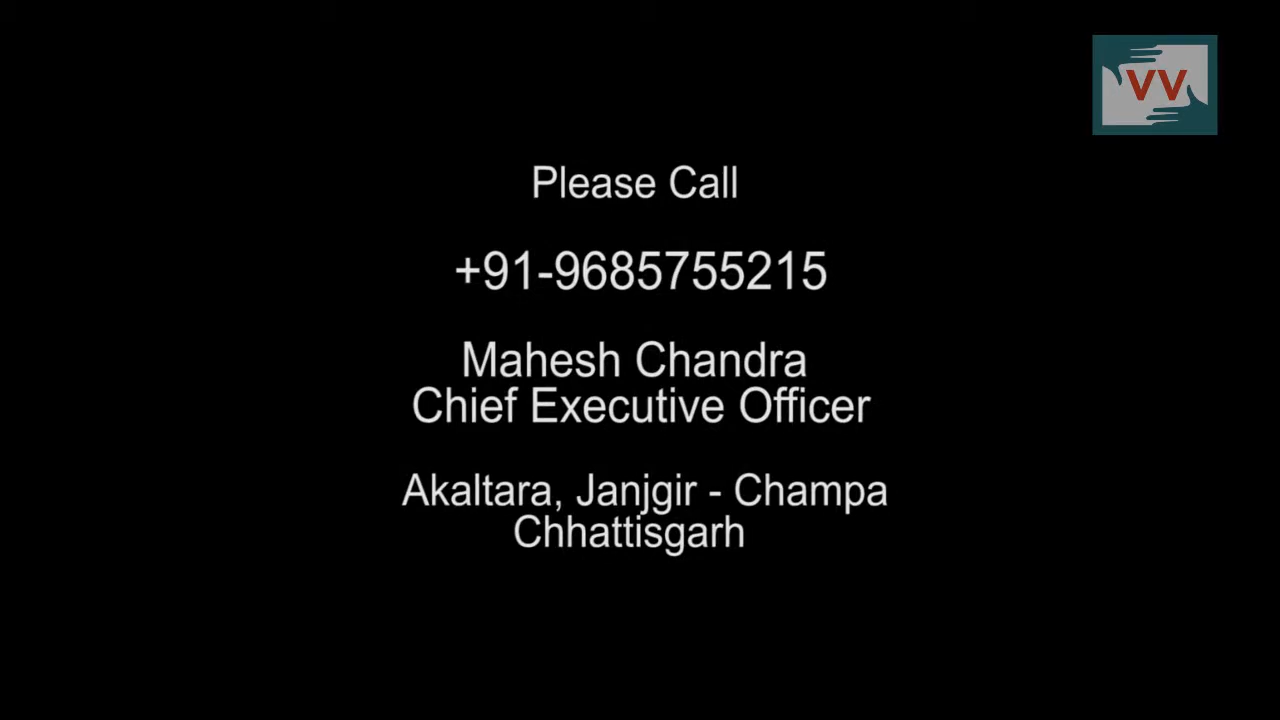 VV
Please Call
+91-9685755215
Mahesh Chandra
Chief Executive Officer
Akaltara, Janjgir - Champa
Chhattisgarh